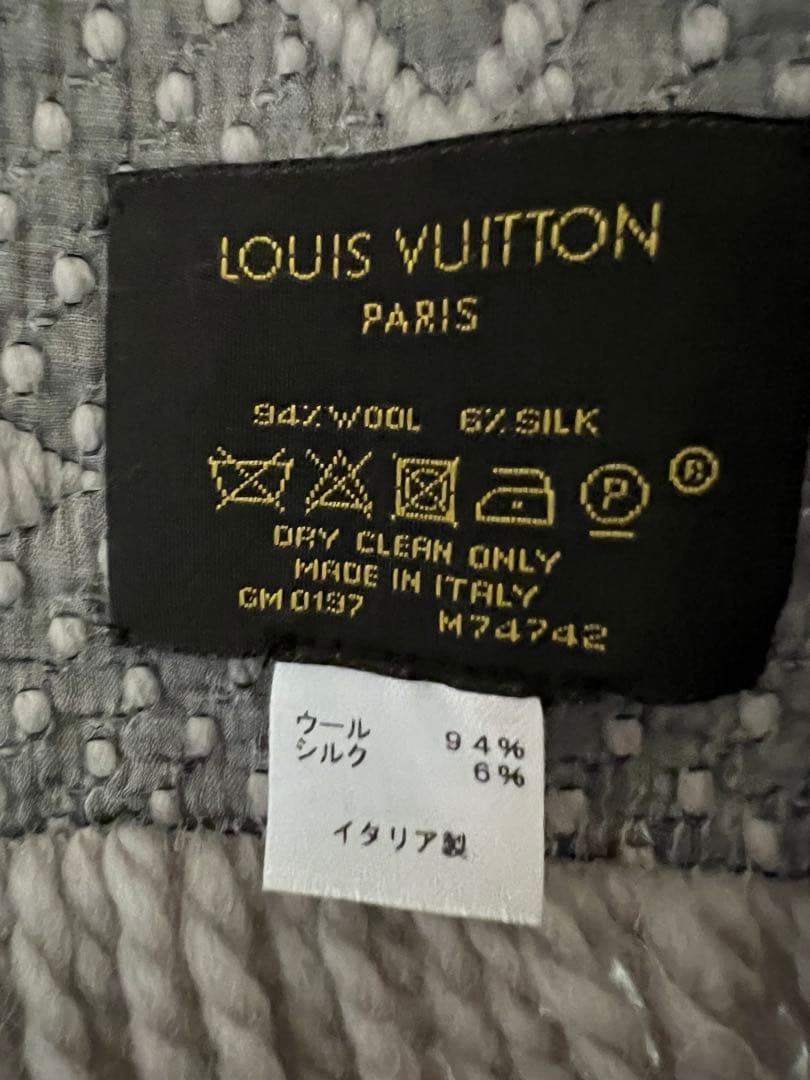 LOUIS VUITTON
PARIS
94% WOOL 6% SILK
P ®
DRY CLEAN ONLY
MADE IN ITALY
GM 0197 M74742
ウール 94%
シルク 6%
イタリア製